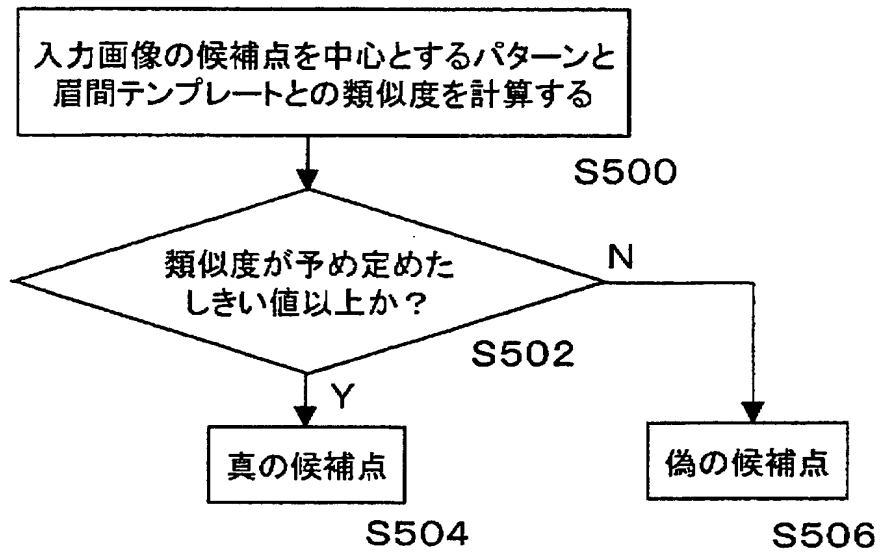 入力画像の候補点を中心とするパターンと
眉間テンプレートとの類似度を計算する
S500
類似度が予め定めた
しきい値以上か？
N
S502
Y
真の候補点
偽の候補点
S504
S506